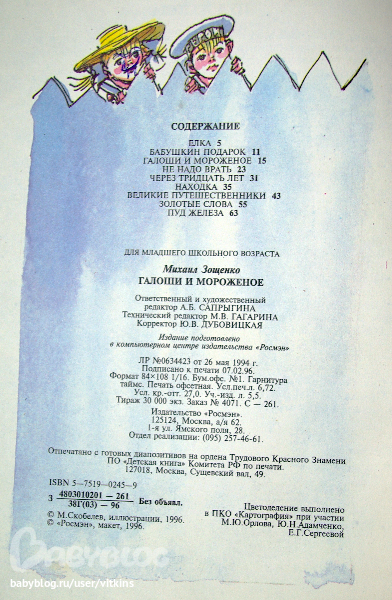 СОДЕРЖАНИЕ
ЕЛКА 5
БАБУШКИН ПОДАРОК 11
ГАЛОШИ И МОРОЖЕНОЕ 15
НЕ НАДО ВРАТЬ 23
ЧЕРЕЗ ТРИДЦАТЬ ЛЕТ 31
НАХОДКА 35
ВЕЛИКИЕ ПУТЕШЕСТВЕННИКИ 43
ЗОЛОТЫЕ СЛОВА 55
ПУД ЖЕЛЕЗА 63
ДЛЯ МЛАДШЕГО ШКОЛЬНОГО ВОЗРАСТА
Михаил Зощенко
ГАЛОШИ И МОРОЖЕНОЕ
Ответственный и художественный
редактор А.Б. САПРЫГИНА
Технический редактор М.В. ГАГАРИНА
Корректор Ю.В. ДУБОВИЦКАЯ
Издание подготовлено
в компьютерном центре издательства «Росмэн»
ЛР №0634423 от 26 мая 1994 г.
Подписано к печати 07.02.96.
Формат 84×108 1/16. Бум.офс. №1. Гарнитура
таймс. Печать офсетная. Усл.печ.л. 6,72.
Усл. кр.-отт. 27,0. Уч.-изд. л. 5,5.
Тираж 30 000 экз. Заказ № 4071. С — 261.
Издательство «Росмэн».
125124, Москва, а/я 62.
1-я ул. Ямского поля, 28.
Отдел реализации: (095) 257-46-61.
Отпечатано с готовых диапозитивов на ордена Трудового Красного Знамени
ПО «Детская книга» Комитета РФ по печати.
127018, Москва, Сущевский вал, 49.
ISBN 5—7519—0245—9
З 4803010201 — 261
38Г(03) — 96 Без объявл.
© М.Скобелев, иллюстрации, 1996.
© «Росмэн», макет, 1996.
Цветоделение выполнено
в ПКО «Картография» при участии
М.Ю.Орлова, Ю.Н.Адамченко,
Е.Г.Сергеевой
BABYBLOG
babyblog.ru/user/vitkins